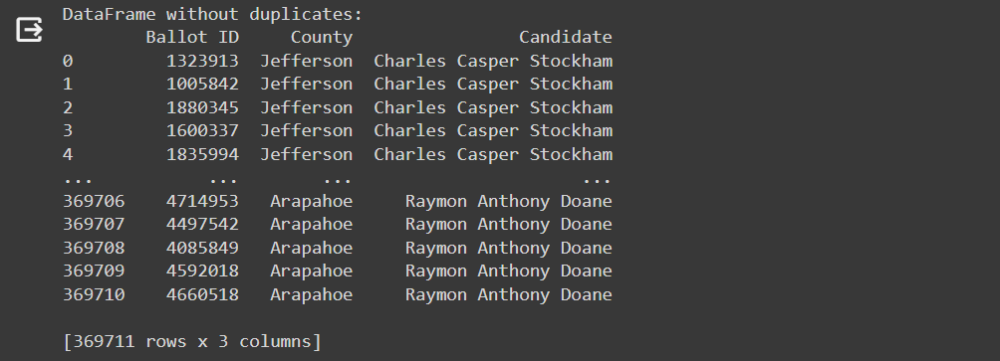 DataFrame without duplicates:
Ballot ID County Candidate
0 1323913 Jefferson Charles Casper Stockham
1 1005842 Jefferson Charles Casper Stockham
2 1880345 Jefferson Charles Casper Stockham
3 1600337 Jefferson Charles Casper Stockham
4 1835994 Jefferson Charles Casper Stockham
... ... ... ...
369706 4714953 Arapahoe Raymon Anthony Doane
369707 4497542 Arapahoe Raymon Anthony Doane
369708 4085849 Arapahoe Raymon Anthony Doane
369709 4592018 Arapahoe Raymon Anthony Doane
369710 4660518 Arapahoe Raymon Anthony Doane
[369711 rows x 3 columns]